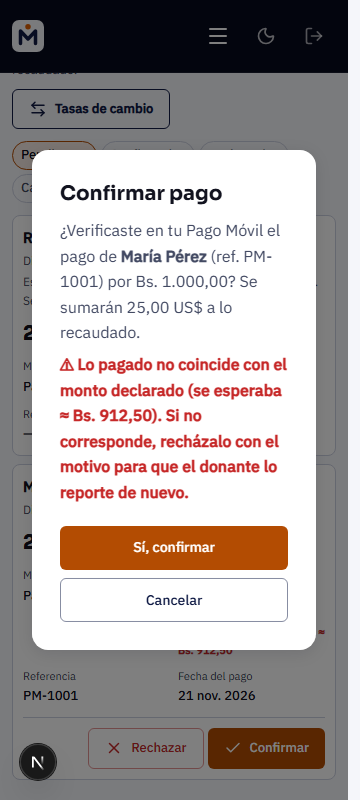 M
Tasas de cambio
Confirmar pago
¿Verificaste en tu Pago Móvil el
pago de María Pérez (ref. PM-
1001) por Bs. 1.000,00? Se
sumarán 25,00 US$ a lo
recaudado.
⚠ Lo pagado no coincide con el
monto declarado (se esperaba
≈ Bs. 912,50). Si no
corresponde, recházalo con el
motivo para que el donante lo
reporte de nuevo.
Sí, confirmar
Cancelar
≈
Bs. 912,50)
Referencia
Fecha del pago
PM-1001
21 nov. 2026
Rechazar
Confirmar
N